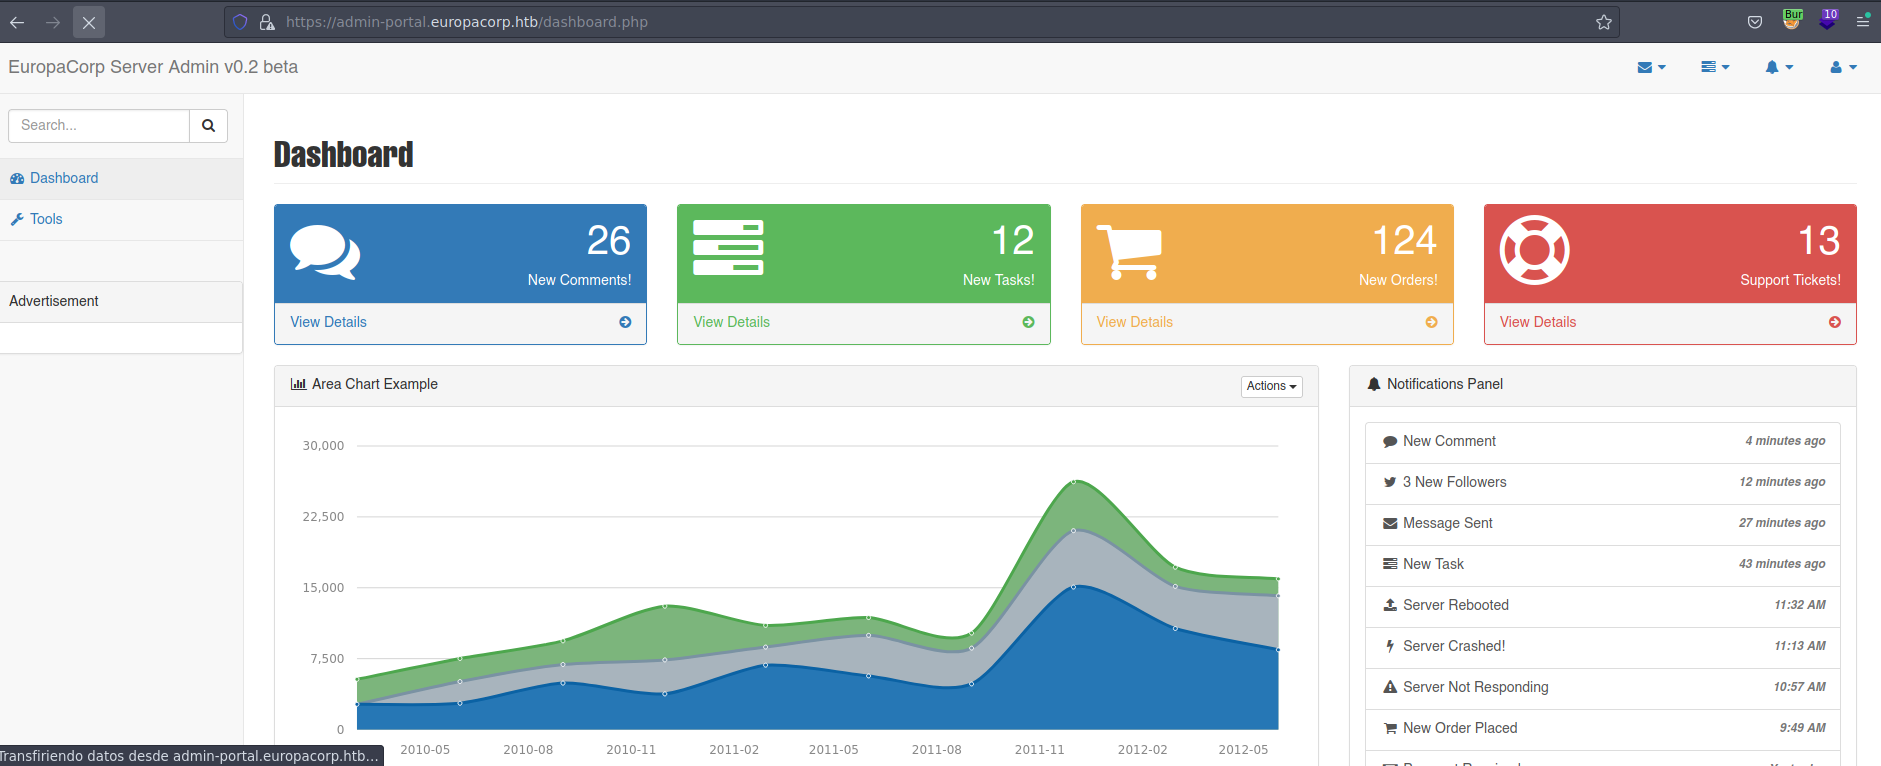 https://admin-portal.europacorp.htb/dashboard.php
Bur
10
EuropaCorp Server Admin v0.2 beta
Search...
Dashboard
Tools
Advertisement
Dashboard
26
New Comments!
View Details
12
New Tasks!
View Details
124
New Orders!
View Details
13
Support Tickets!
View Details
Area Chart Example
Actions
30,000
22,500
15,000
7,500
0
2010-05 2010-08 2010-11 2011-02 2011-05 2011-08 2011-11 2012-02 2012-05
Notifications Panel
New Comment 4 minutes ago
3 New Followers 12 minutes ago
Message Sent 27 minutes ago
New Task 43 minutes ago
Server Rebooted 11:32 AM
Server Crashed! 11:13 AM
Server Not Responding 10:57 AM
New Order Placed 9:49 AM
Transfiriendo datos desde admin-portal.europacorp.htb...